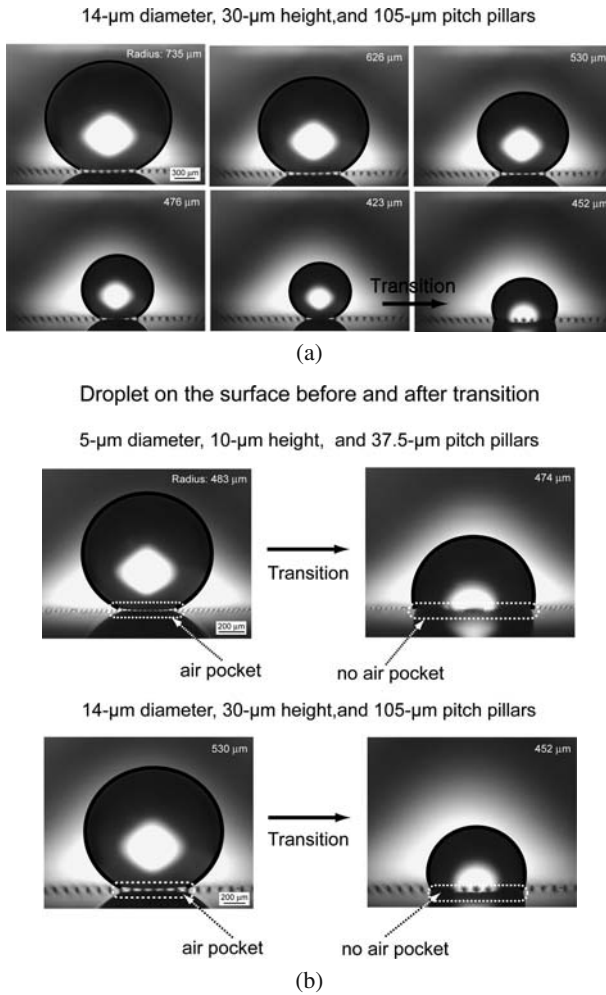 14-μm diameter, 30-μm height,and 105-μm pitch pillars
Radius: 735 μm
626 μm
530 μm
300 μm
476 μm
423 μm
452 μm
Transition
(a)
Droplet on the surface before and after transition
5-μm diameter, 10-μm height, and 37.5-μm pitch pillars
Radius: 483 μm
474 μm
Transition
200 μm
air pocket
no air pocket
14-μm diameter, 30-μm height,and 105-μm pitch pillars
530 μm
452 μm
Transition
200 μm
air pocket
no air pocket
(b)